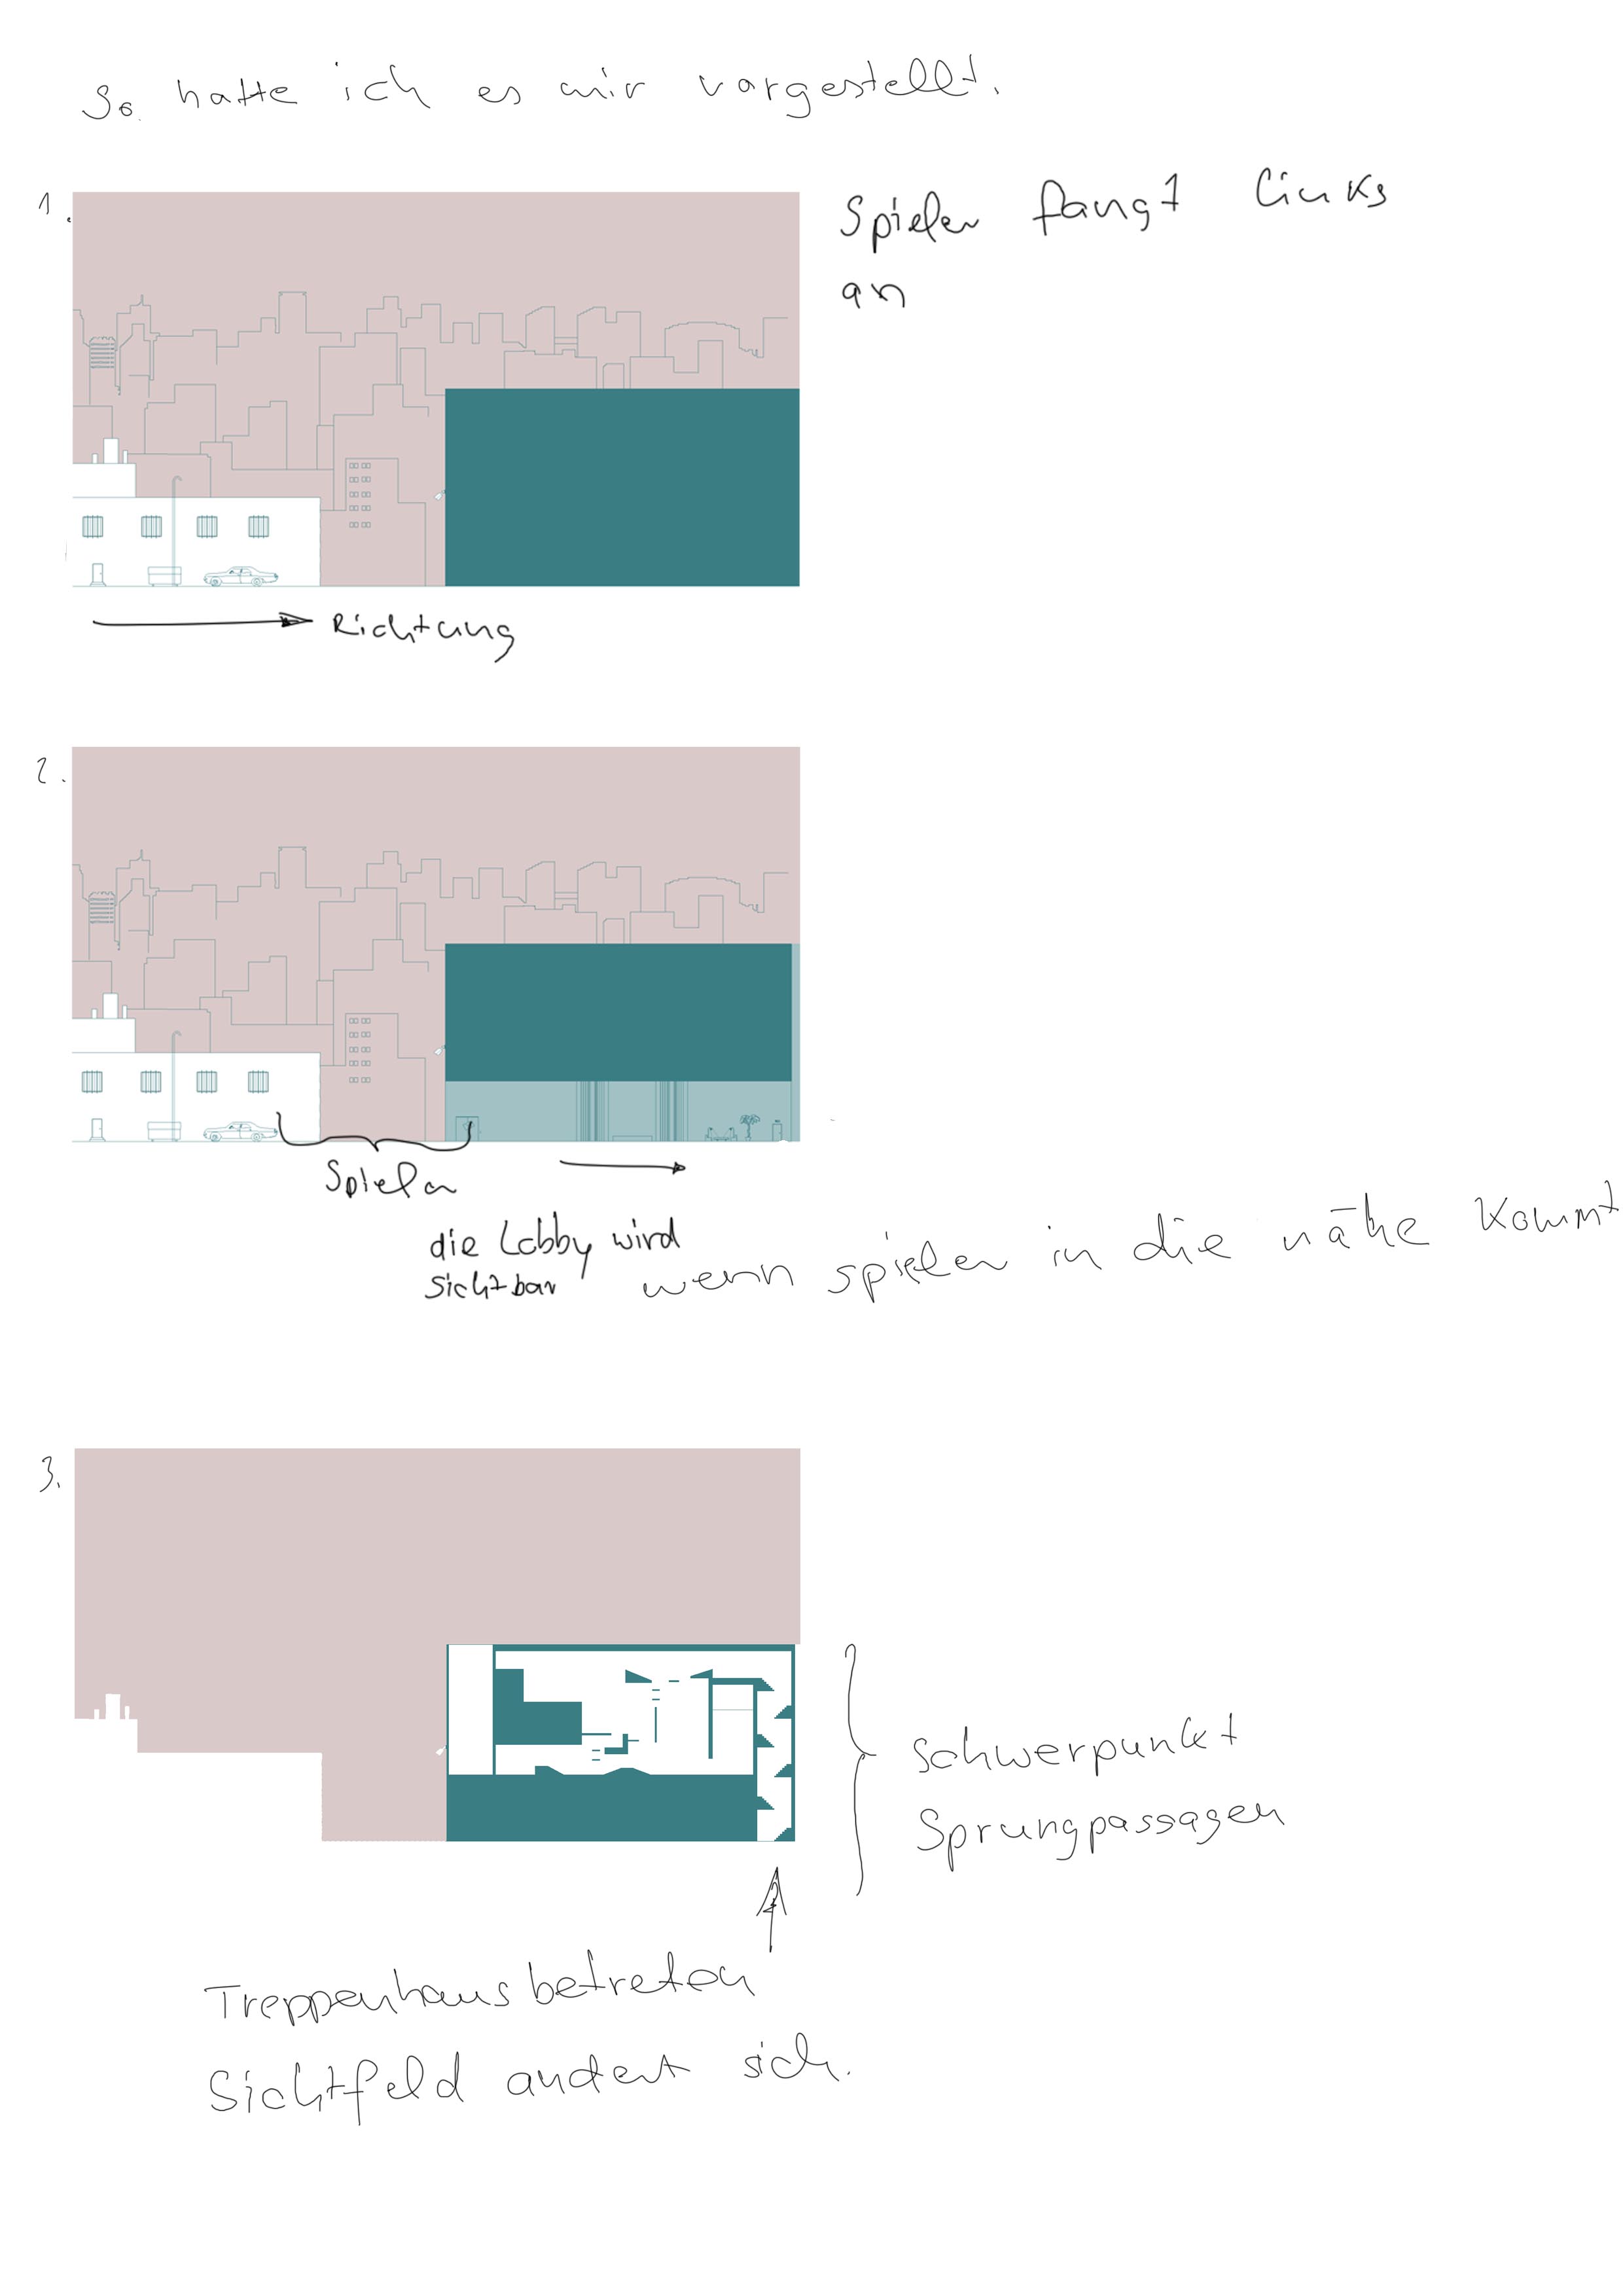 So hatte ich es mir vorgestellt.
1.
Spieler fangt links
an
Richtung
2.
Spieler
die Lobby wird
sichtbar wenn spieler in die nähe kommt
3.
Schwerpunkt
Sprungpassagen
Treppenhaus betreten
Sichtfeld andert sich.